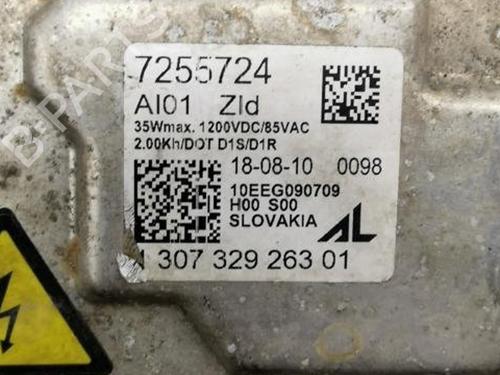 7255724
AI01 Zld
35Wmax. 1200VDC/85VAC
2.00Kh/DOT D1S/D1R
18-08-10 0098
10EEG090709
H00 S00
SLOVAKIA
AL
1 307 329 263 01